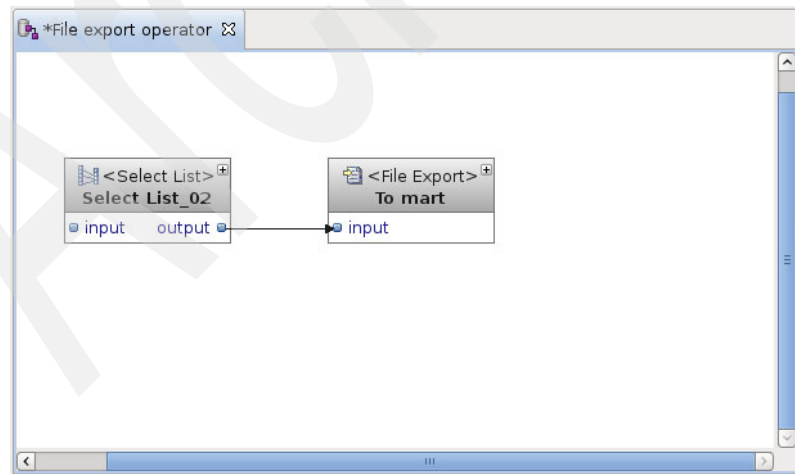 *File export operator
<Select List>
Select List_02
input output
<File Export>
To mart
input